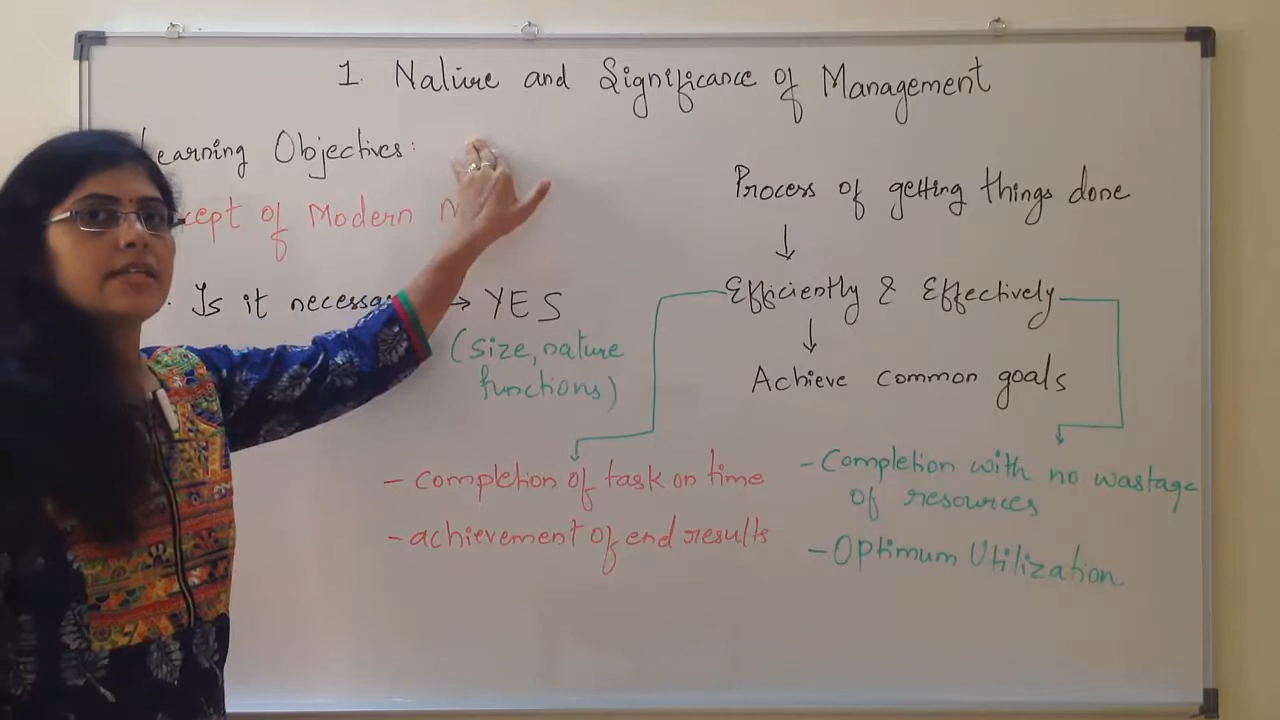 1. Nature and Significance of Management
Learning Objectives:
of Modern
Is it necessary → YES
(size, nature
functions)
Process of getting things done
↓
Efficiently & Effectively
↓
Achieve common goals
- Completion of task on time
- achievement of end results
- Completion with no wastage
of resources
- Optimum Utilization